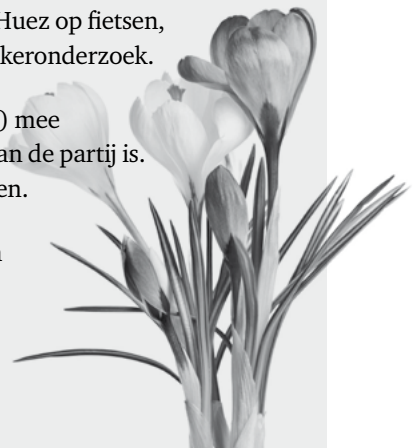 Huez op fietsen,
keronderzoek.
) mee
an de partij is.
en.